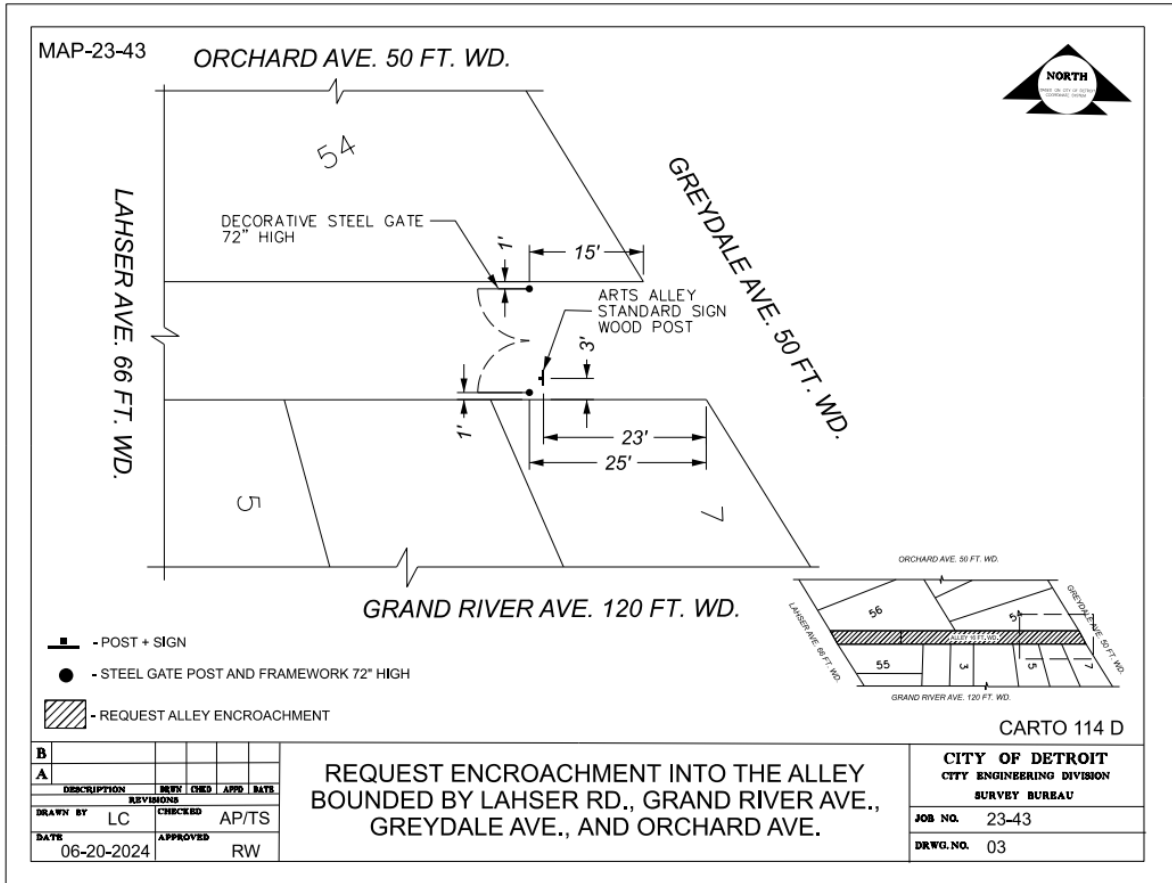 MAP-23-43
ORCHARD AVE. 50 FT. WD.
NORTH
54
LAHSER AVE. 66 FT. WD.
GREYDALE AVE. 50 FT. WD.
DECORATIVE STEEL GATE
72" HIGH
1'
15'
ARTS ALLEY
STANDARD SIGN
WOOD POST
3'
1'
23'
25'
5
7
GRAND RIVER AVE. 120 FT. WD.
ORCHARD AVE. 50 FT. WD.
LAHSER AVE. 66 FT. WD.
GREYDALE AVE. 50 FT. WD.
56
54
55
3
5
7
GRAND RIVER AVE. 120 FT. WD.
- POST + SIGN
- STEEL GATE POST AND FRAMEWORK 72" HIGH
- REQUEST ALLEY ENCROACHMENT
CARTO 114 D
B
A
DESCRIPTION DRWN CHKD APPD DATE
REVISIONS
DRAWN BY LC CHECKED AP/TS
DATE 06-20-2024 APPROVED RW
REQUEST ENCROACHMENT INTO THE ALLEY
BOUNDED BY LAHSER RD., GRAND RIVER AVE.,
GREYDALE AVE., AND ORCHARD AVE.
CITY OF DETROIT
CITY ENGINEERING DIVISION
SURVEY BUREAU
JOB NO. 23-43
DRWG. NO. 03